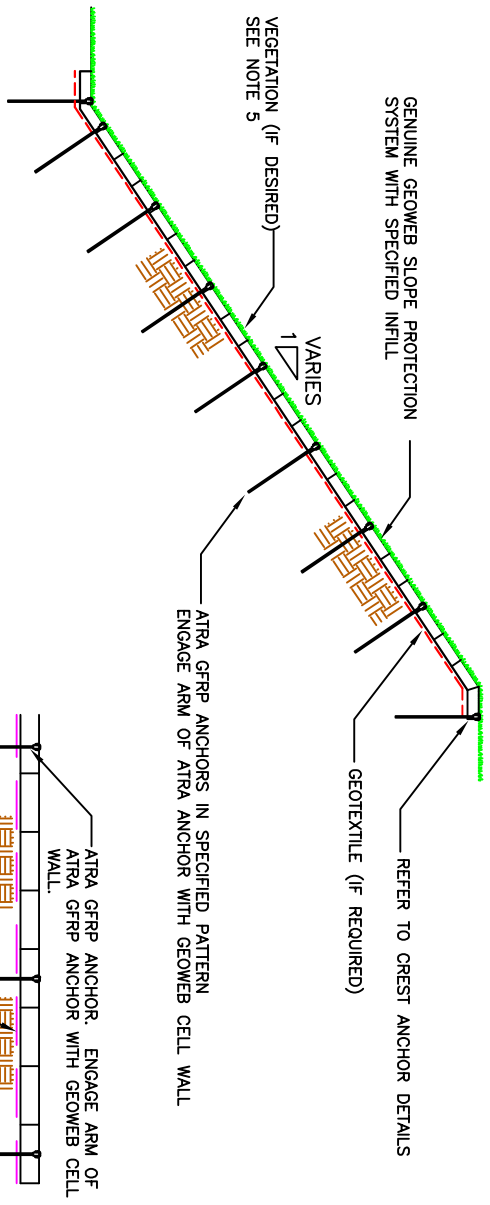 GENUINE GEOWEB SLOPE PROTECTION
SYSTEM WITH SPECIFIED INFILL
VEGETATION (IF DESIRED)
SEE NOTE 5
VARIES
1
REFER TO CREST ANCHOR DETAILS
GEOTEXTILE (IF REQUIRED)
ATRA GFRP ANCHORS IN SPECIFIED PATTERN
ENGAGE ARM OF ATRA ANCHOR WITH GEOWEB CELL WALL
ATRA GFRP ANCHOR. ENGAGE ARM OF
ATRA GFRP ANCHOR WITH GEOWEB CELL
WALL.